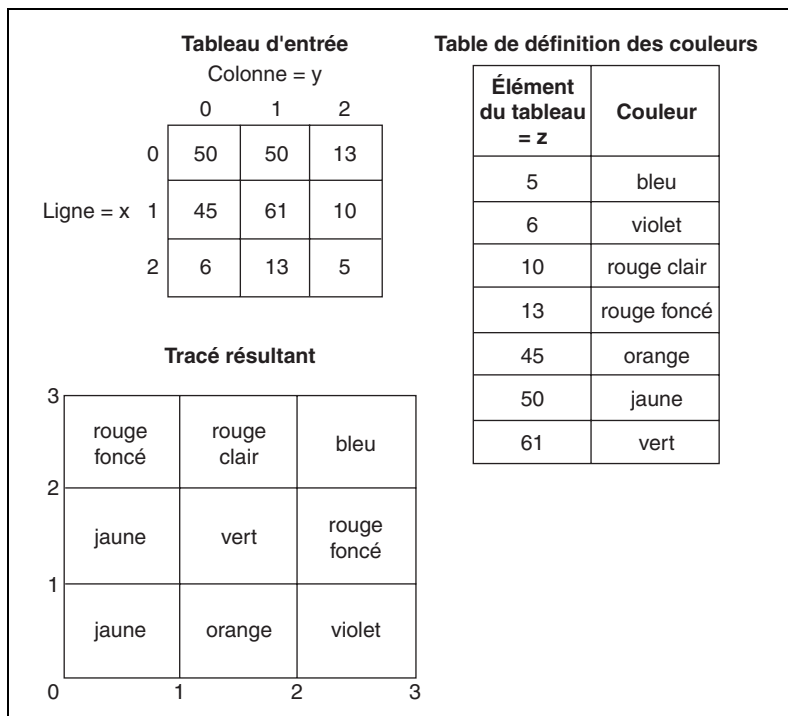 Tableau d'entrée
Colonne = y
0 1 2
0 50 50 13
Ligne = x 1 45 61 10
2 6 13 5
Table de définition des couleurs
Élément
du tableau
= z
Couleur
5 bleu
6 violet
10 rouge clair
13 rouge foncé
45 orange
50 jaune
61 vert
Tracé résultant
3
rouge
foncé
rouge
clair
bleu
2
jaune
vert
rouge
foncé
1
jaune
orange
violet
0 1 2 3